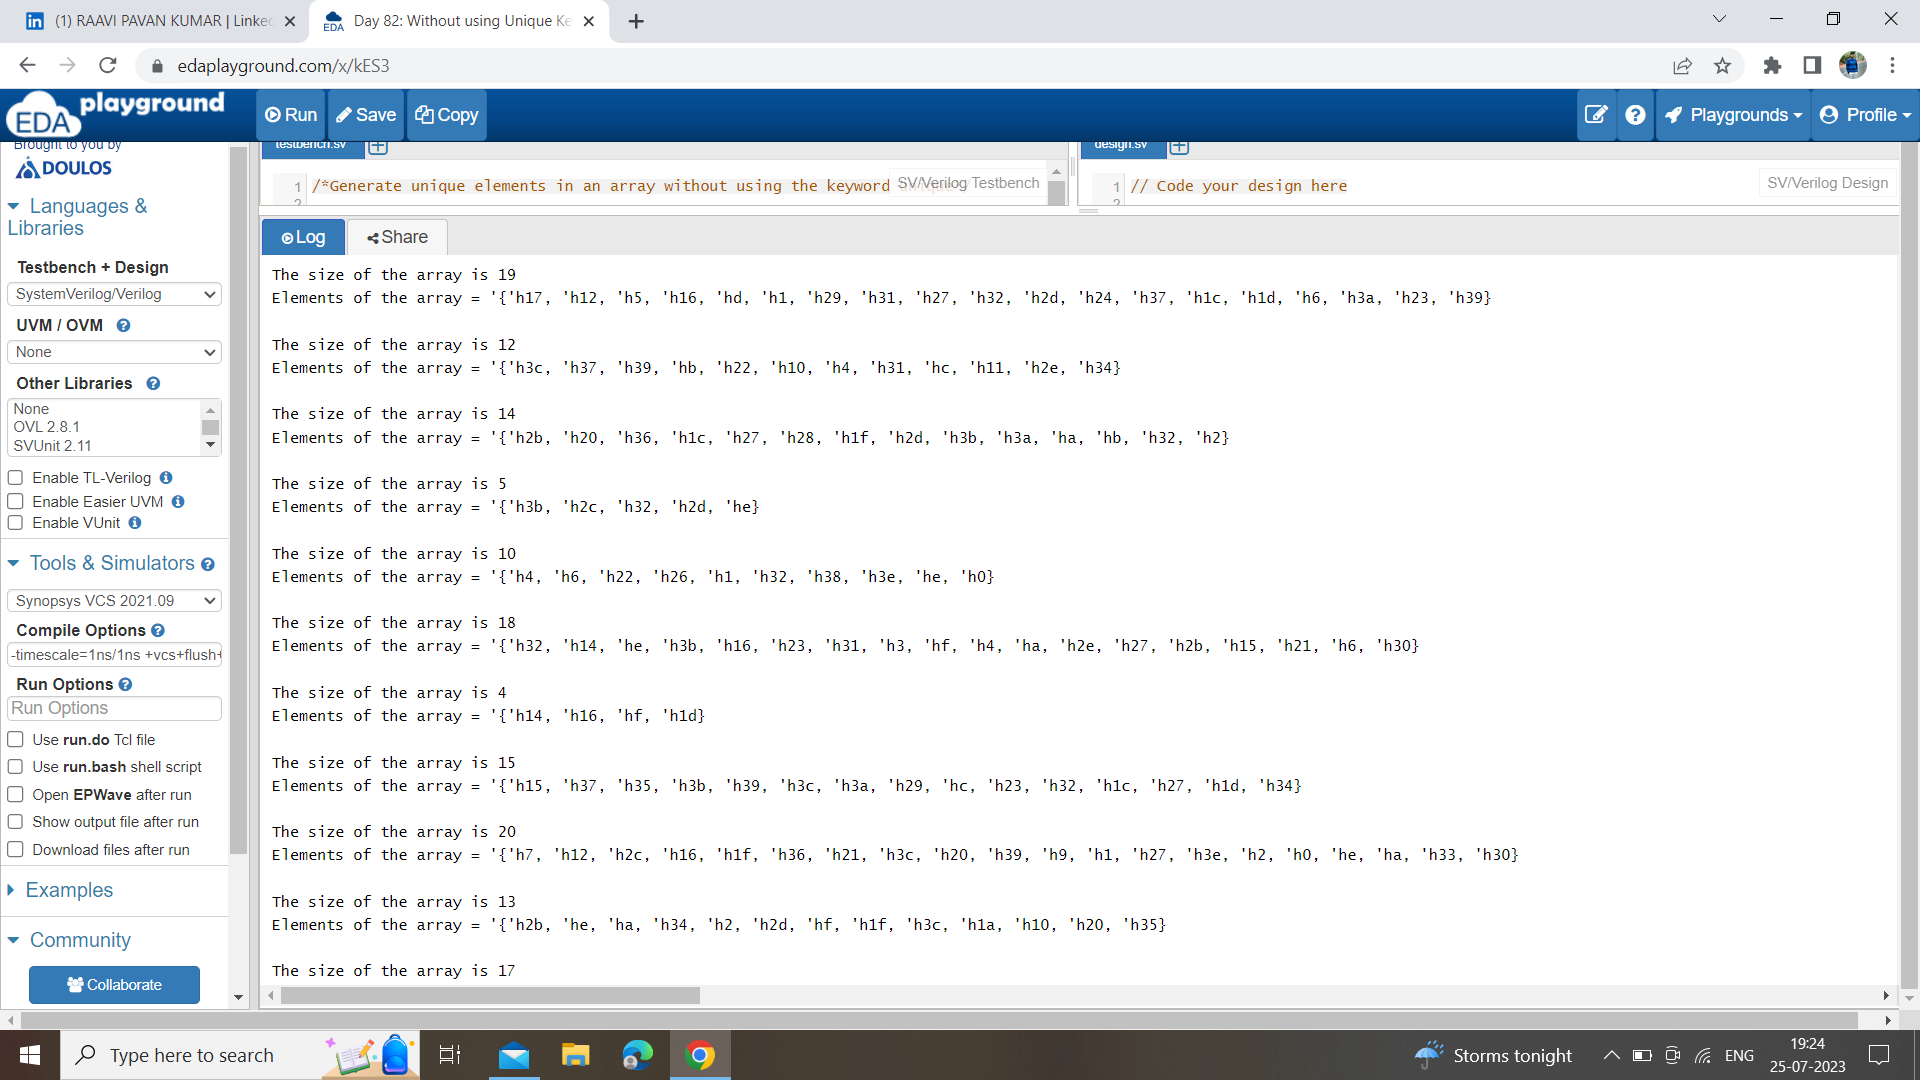 (1) RAAVI PAVAN KUMAR | Linke
Day 82: Without using Unique Ke
edaplayground.com/x/kES3
EDA playground
Run
Save
Copy
Playgrounds
Profile
Brought to you by
DOULOS
testbench.sv
design.sv
1 /*Generate unique elements in an array without using the keyword
SV/Verilog Testbench
2
1 // Code your design here
SV/Verilog Design
2
Languages & Libraries
Testbench + Design
SystemVerilog/Verilog
UVM / OVM
None
Other Libraries
None
OVL 2.8.1
SVUnit 2.11
Enable TL-Verilog
Enable Easier UVM
Enable VUnit
Tools & Simulators
Synopsys VCS 2021.09
Compile Options
-timescale=1ns/1ns +vcs+flush+
Run Options
Run Options
Use run.do Tcl file
Use run.bash shell script
Open EPWave after run
Show output file after run
Download files after run
Examples
Community
Collaborate
Log
Share
The size of the array is 19
Elements of the array = '{'h17, 'h12, 'h5, 'h16, 'hd, 'h1, 'h29, 'h31, 'h27, 'h32, 'h2d, 'h24, 'h37, 'h1c, 'h1d, 'h6, 'h3a, 'h23, 'h39}
The size of the array is 12
Elements of the array = '{'h3c, 'h37, 'h39, 'hb, 'h22, 'h10, 'h4, 'h31, 'hc, 'h11, 'h2e, 'h34}
The size of the array is 14
Elements of the array = '{'h2b, 'h20, 'h36, 'h1c, 'h27, 'h28, 'h1f, 'h2d, 'h3b, 'h3a, 'ha, 'hb, 'h32, 'h2}
The size of the array is 5
Elements of the array = '{'h3b, 'h2c, 'h32, 'h2d, 'he}
The size of the array is 10
Elements of the array = '{'h4, 'h6, 'h22, 'h26, 'h1, 'h32, 'h38, 'h3e, 'he, 'h0}
The size of the array is 18
Elements of the array = '{'h32, 'h14, 'he, 'h3b, 'h16, 'h23, 'h31, 'h3, 'hf, 'h4, 'ha, 'h2e, 'h27, 'h2b, 'h15, 'h21, 'h6, 'h30}
The size of the array is 4
Elements of the array = '{'h14, 'h16, 'hf, 'h1d}
The size of the array is 15
Elements of the array = '{'h15, 'h37, 'h35, 'h3b, 'h39, 'h3c, 'h3a, 'h29, 'hc, 'h23, 'h32, 'h1c, 'h27, 'h1d, 'h34}
The size of the array is 20
Elements of the array = '{'h7, 'h12, 'h2c, 'h16, 'h1f, 'h36, 'h21, 'h3c, 'h20, 'h39, 'h9, 'h1, 'h27, 'h3e, 'h2, 'h0, 'he, 'ha, 'h33, 'h30}
The size of the array is 13
Elements of the array = '{'h2b, 'he, 'ha, 'h34, 'h2, 'h2d, 'hf, 'h1f, 'h3c, 'h1a, 'h10, 'h20, 'h35}
The size of the array is 17
Type here to search
Storms tonight
ENG
19:24
25-07-2023